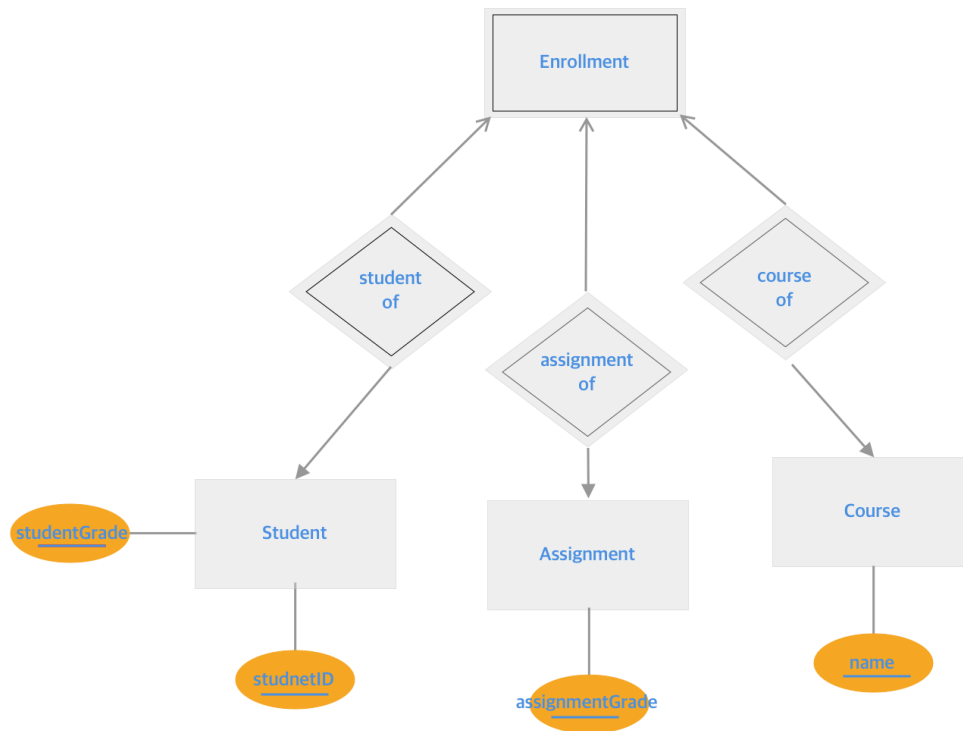 Enrollment
student
of
course
of
assignment
of
studentGrade
Student
Assignment
Course
studnetID
assignmentGrade
name